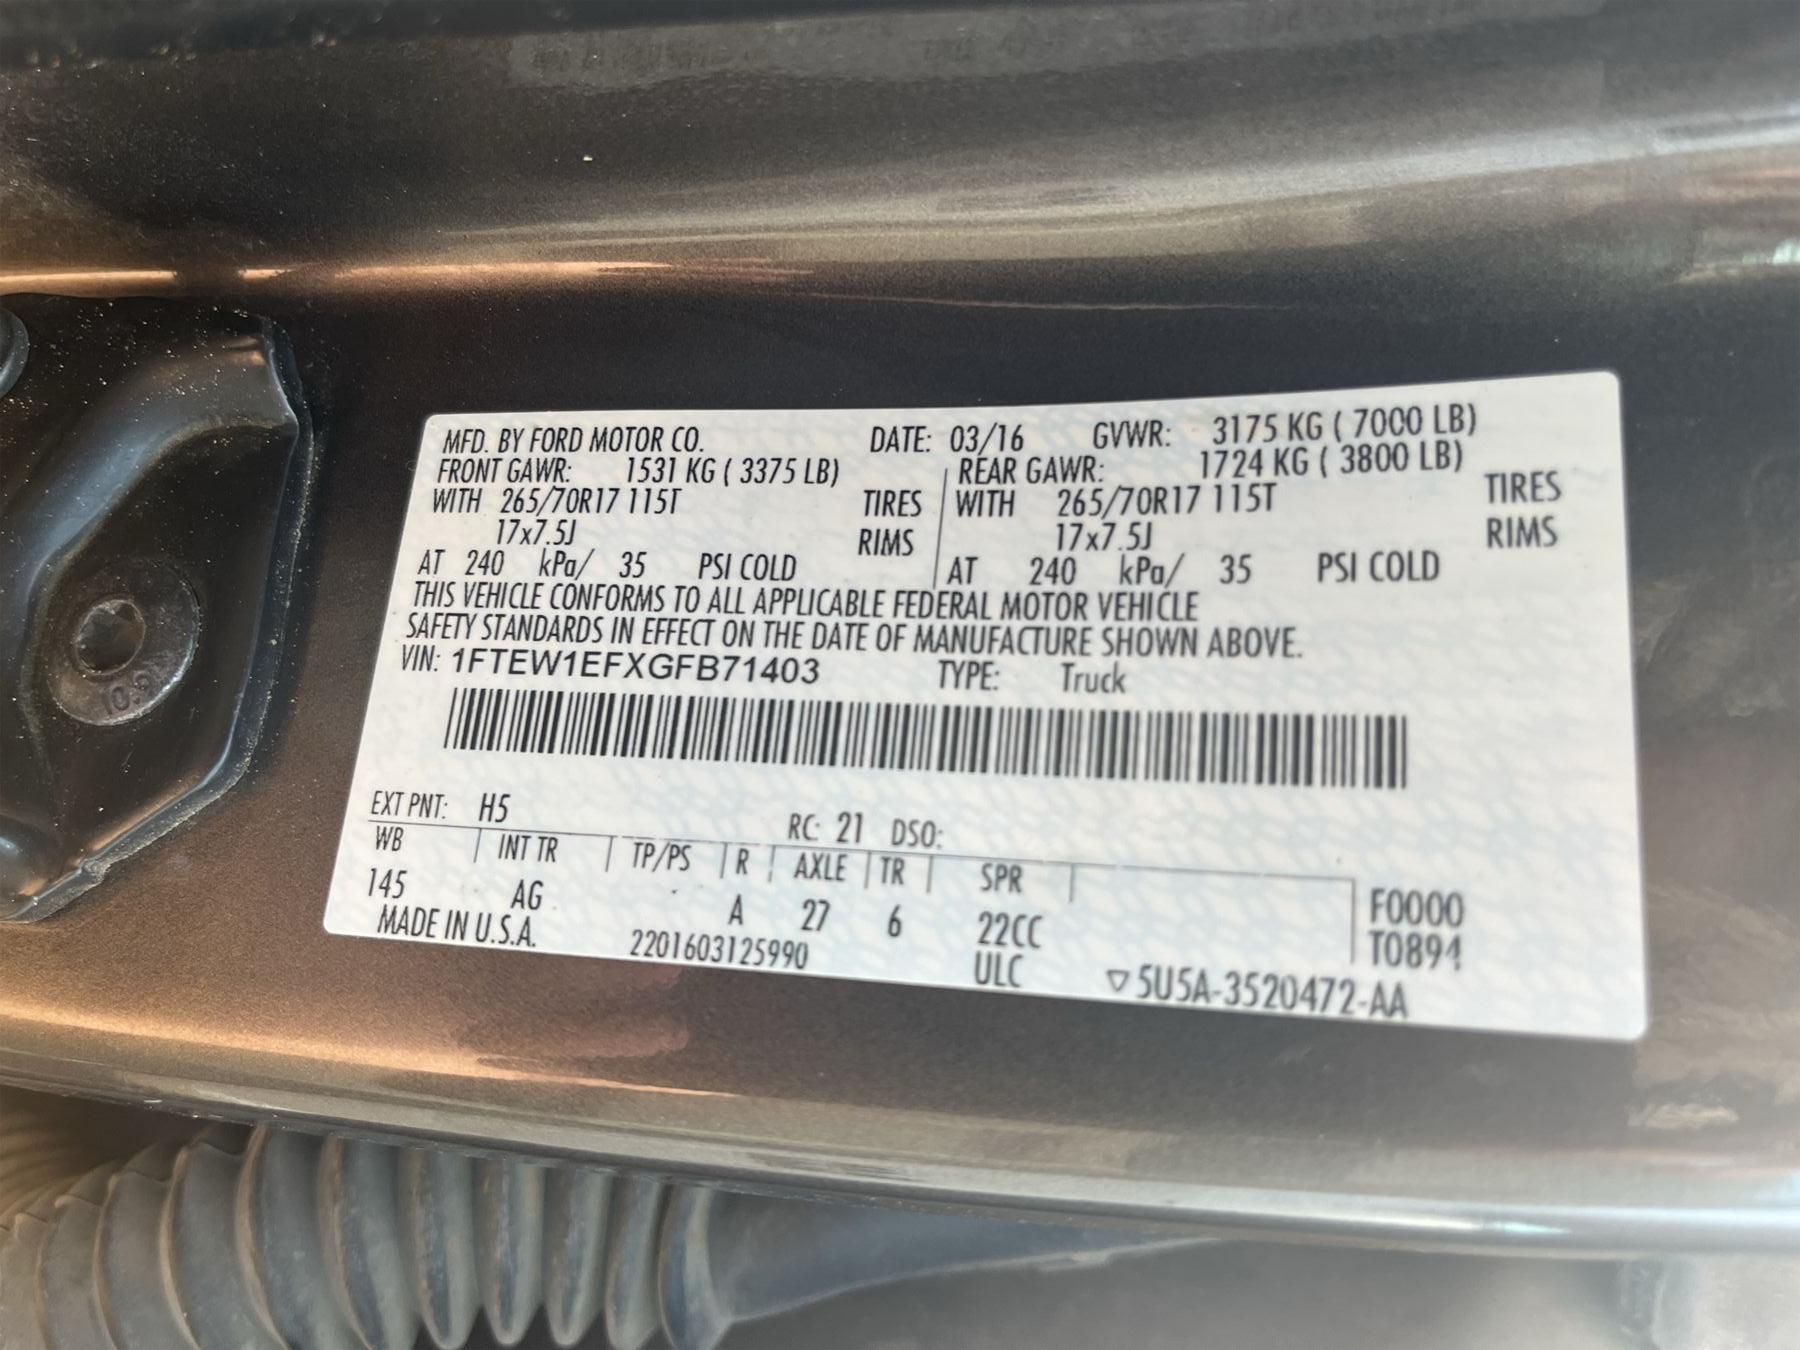 MFD. BY FORD MOTOR CO. DATE: 03/16 GVWR: 3175 KG ( 7000 LB)
FRONT GAWR: 1531 KG ( 3375 LB) REAR GAWR: 1724 KG ( 3800 LB)
WITH 265/70R17 115T TIRES WITH 265/70R17 115T TIRES
17x7.5J RIMS 17x7.5J RIMS
AT 240 kPa/ 35 PSI COLD AT 240 kPa/ 35 PSI COLD
THIS VEHICLE CONFORMS TO ALL APPLICABLE FEDERAL MOTOR VEHICLE
SAFETY STANDARDS IN EFFECT ON THE DATE OF MANUFACTURE SHOWN ABOVE.
VIN: 1FTEW1EFXGFB71403 TYPE: Truck
EXT PNT: H5 RC: 21 DSO:
WB INT TR TP/PS R AXLE TR SPR
145 AG A 27 6 22CC F0000
MADE IN U.S.A. 2201603125990 ULC T0894
▽5U5A-3520472-AA
10.9